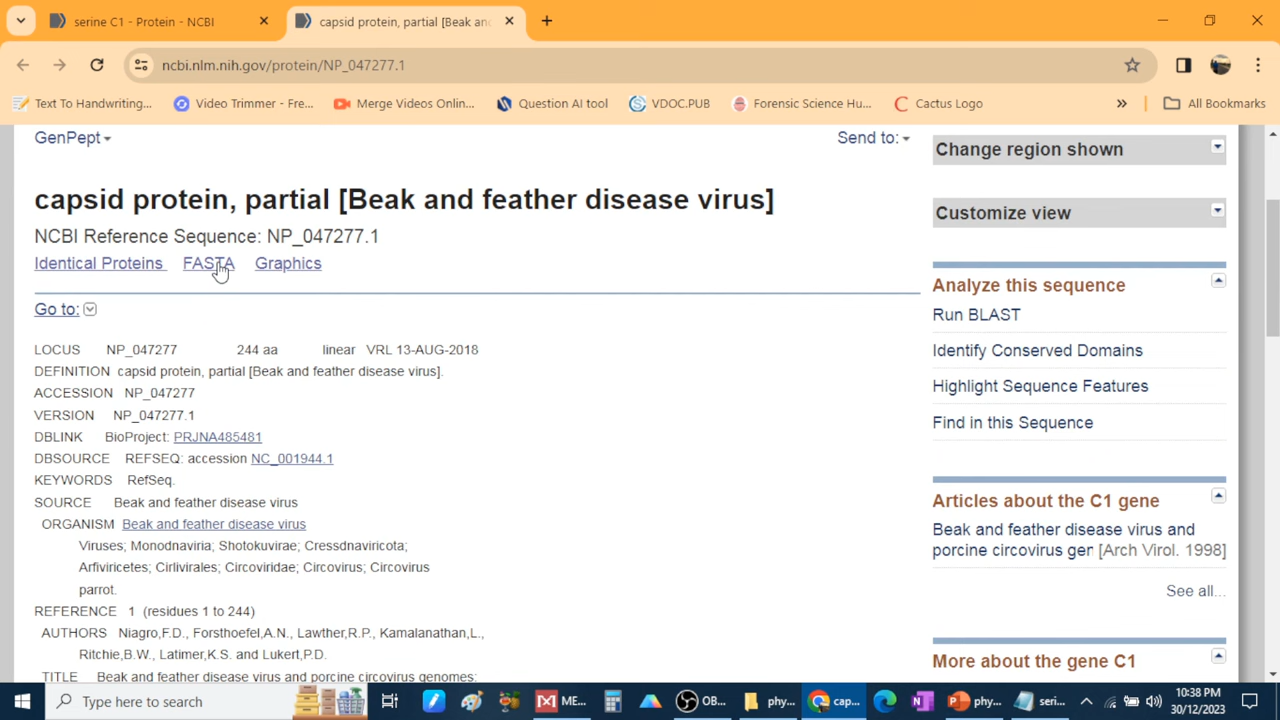 serine C1 - Protein - NCBI
capsid protein, partial [Beak an
ncbi.nlm.nih.gov/protein/NP_047277.1
Text To Handwriting...
Video Trimmer - Fre...
Merge Videos Onlin...
Question AI tool
VDOC.PUB
Forensic Science Hu...
Cactus Logo
»
All Bookmarks
GenPept
Send to:
Change region shown
capsid protein, partial [Beak and feather disease virus]
Customize view
NCBI Reference Sequence: NP_047277.1
Identical Proteins FASTA Graphics
Analyze this sequence
Go to:
Run BLAST
LOCUS NP_047277 244 aa linear VRL 13-AUG-2018
Identify Conserved Domains
DEFINITION capsid protein, partial [Beak and feather disease virus].
ACCESSION NP_047277
Highlight Sequence Features
VERSION NP_047277.1
Find in this Sequence
DBLINK BioProject: PRJNA485481
DBSOURCE REFSEQ: accession NC_001944.1
KEYWORDS RefSeq.
SOURCE Beak and feather disease virus
Articles about the C1 gene
ORGANISM Beak and feather disease virus
Beak and feather disease virus and
Viruses; Monodnaviria; Shotokuvirae; Cressdnaviricota;
porcine circovirus ger [Arch Virol. 1998]
Arfiviricetes; Cirlivirales; Circoviridae; Circovirus; Circovirus
parrot.
See all...
REFERENCE 1 (residues 1 to 244)
AUTHORS Niagro,F.D., Forsthoefel,A.N., Lawther,R.P., Kamalanathan,L.,
Ritchie,B.W., Latimer,K.S. and Lukert,P.D.
More about the gene C1
TITLE Beak and feather disease virus and porcine circovirus genomes:
Type here to search
ME...
OB...
phy...
cap...
phy...
seri...
10:38 PM
30/12/2023